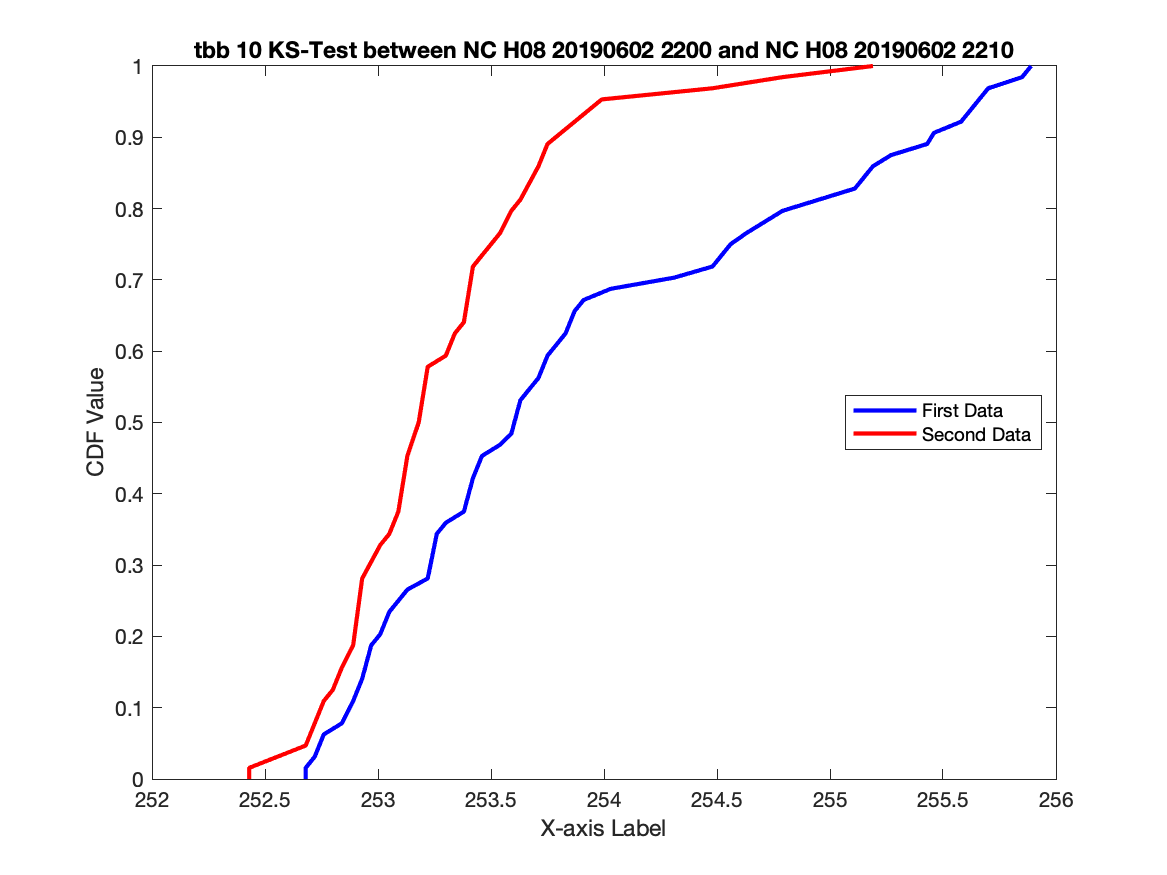 tbb 10 KS-Test between NC H08 20190602 2200 and NC H08 20190602 2210
1
0.9
0.8
0.7
0.6
0.5
0.4
0.3
0.2
0.1
0
CDF Value
First Data
Second Data
252 252.5 253 253.5 254 254.5 255 255.5 256
X-axis Label